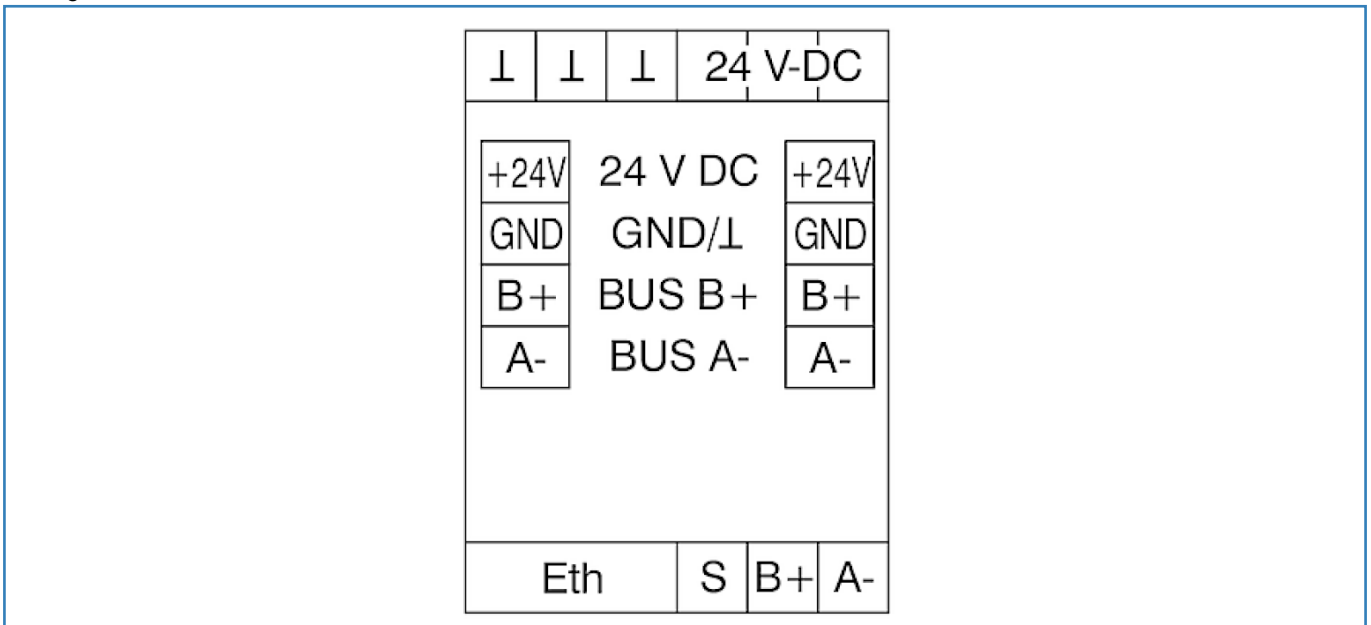 ⊥ ⊥ ⊥ 24 V-DC
+24V 24 V DC +24V
GND GND/⊥ GND
B+ BUS B+ B+
A- BUS A- A-
Eth S B+ A-